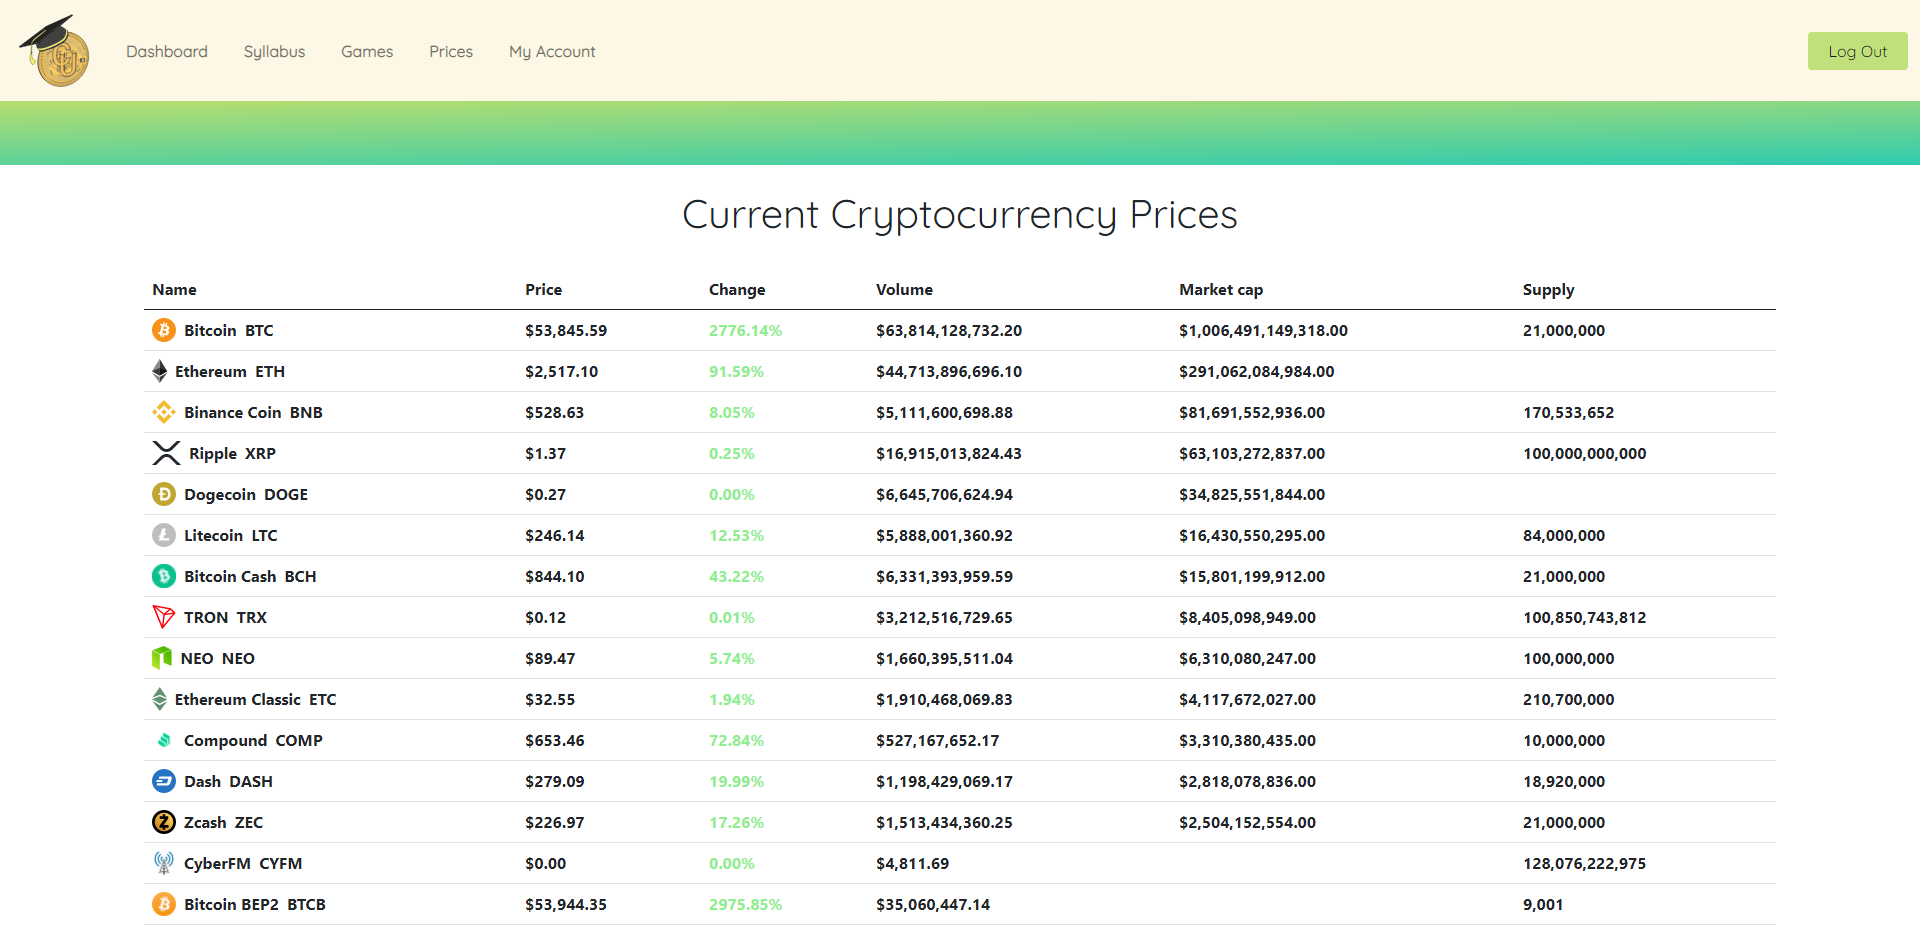 Dashboard Syllabus Games Prices My Account Log Out
Current Cryptocurrency Prices
Name Price Change Volume Market cap Supply
Bitcoin BTC $53,845.59 2776.14% $63,814,128,732.20 $1,006,491,149,318.00 21,000,000
Ethereum ETH $2,517.10 91.59% $44,713,896,696.10 $291,062,084,984.00
Binance Coin BNB $528.63 8.05% $5,111,600,698.88 $81,691,552,936.00 170,533,652
Ripple XRP $1.37 0.25% $16,915,013,824.43 $63,103,272,837.00 100,000,000,000
Dogecoin DOGE $0.27 0.00% $6,645,706,624.94 $34,825,551,844.00
Litecoin LTC $246.14 12.53% $5,888,001,360.92 $16,430,550,295.00 84,000,000
Bitcoin Cash BCH $844.10 43.22% $6,331,393,959.59 $15,801,199,912.00 21,000,000
TRON TRX $0.12 0.01% $3,212,516,729.65 $8,405,098,949.00 100,850,743,812
NEO NEO $89.47 5.74% $1,660,395,511.04 $6,310,080,247.00 100,000,000
Ethereum Classic ETC $32.55 1.94% $1,910,468,069.83 $4,117,672,027.00 210,700,000
Compound COMP $653.46 72.84% $527,167,652.17 $3,310,380,435.00 10,000,000
Dash DASH $279.09 19.99% $1,198,429,069.17 $2,818,078,836.00 18,920,000
Zcash ZEC $226.97 17.26% $1,513,434,360.25 $2,504,152,554.00 21,000,000
CyberFM CYFM $0.00 0.00% $4,811.69 128,076,222,975
Bitcoin BEP2 BTCB $53,944.35 2975.85% $35,060,447.14 9,001